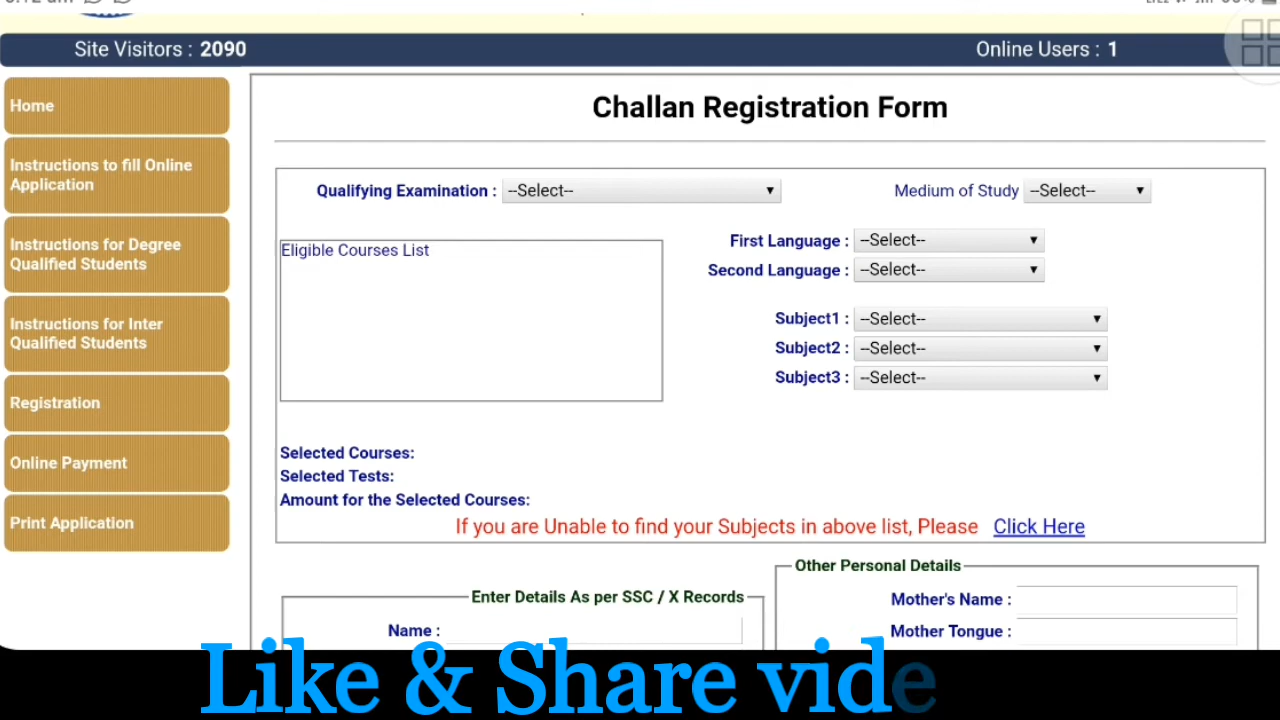 Site Visitors : 2090
Online Users : 1
Home
Instructions to fill Online
Application
Instructions for Degree
Qualified Students
Instructions for Inter
Qualified Students
Registration
Online Payment
Print Application
Challan Registration Form
Qualifying Examination : --Select--
Medium of Study --Select--
Eligible Courses List
First Language : --Select--
Second Language : --Select--
Subject1 : --Select--
Subject2 : --Select--
Subject3 : --Select--
Selected Courses:
Selected Tests:
Amount for the Selected Courses:
If you are Unable to find your Subjects in above list, Please Click Here
Enter Details As per SSC / X Records
Name :
Other Personal Details
Mother's Name :
Mother Tongue :
Like & Share vide